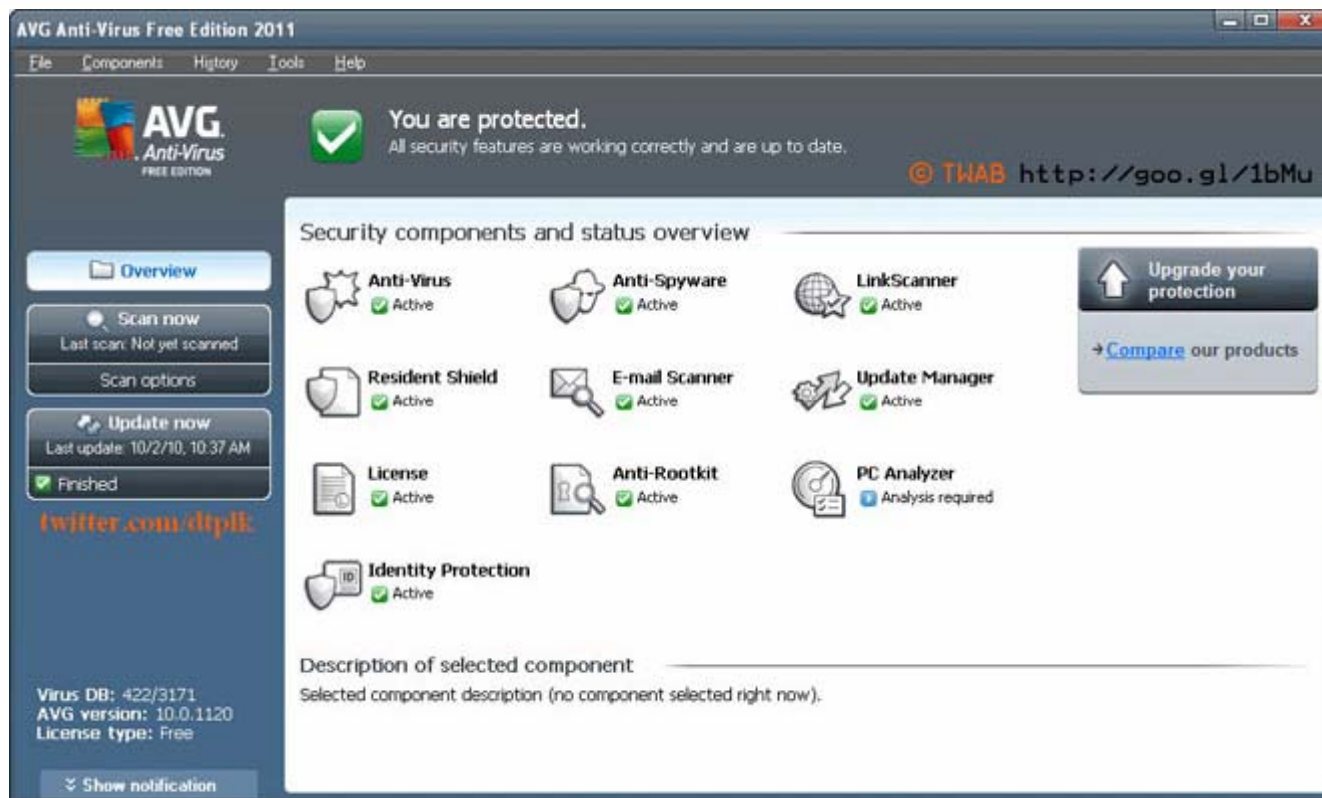 AVG Anti-Virus Free Edition 2011
File Components History Tools Help
AVG.
Anti-Virus
FREE EDITION
You are protected.
All security features are working correctly and are up to date.
© TWAB http://goo.gl/1bMu
Overview
Scan now
Last scan: Not yet scanned
Scan options
Update now
Last update: 10/2/10, 10:37 AM
Finished
twitter.com/dtplk
Virus DB: 422/3171
AVG version: 10.0.1120
License type: Free
Show notification
Security components and status overview
Anti-Virus
Active
Anti-Spyware
Active
LinkScanner
Active
Resident Shield
Active
E-mail Scanner
Active
Update Manager
Active
License
Active
Anti-Rootkit
Active
PC Analyzer
Analysis required
ID
Identity Protection
Active
Upgrade your
protection
Compare our products
Description of selected component
Selected component description (no component selected right now).